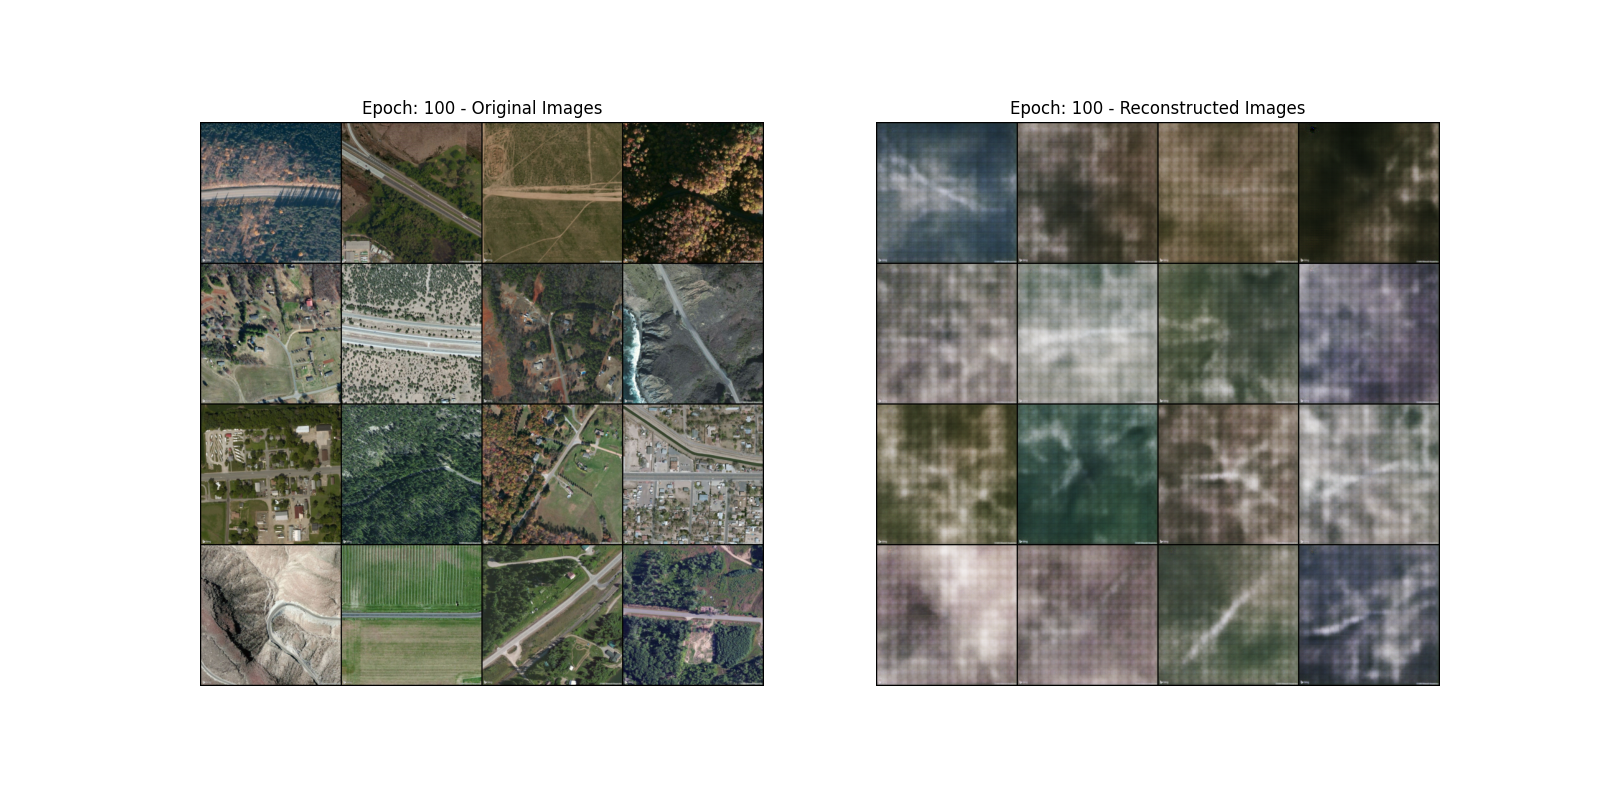 Epoch: 100 - Original Images
Epoch: 100 - Reconstructed Images